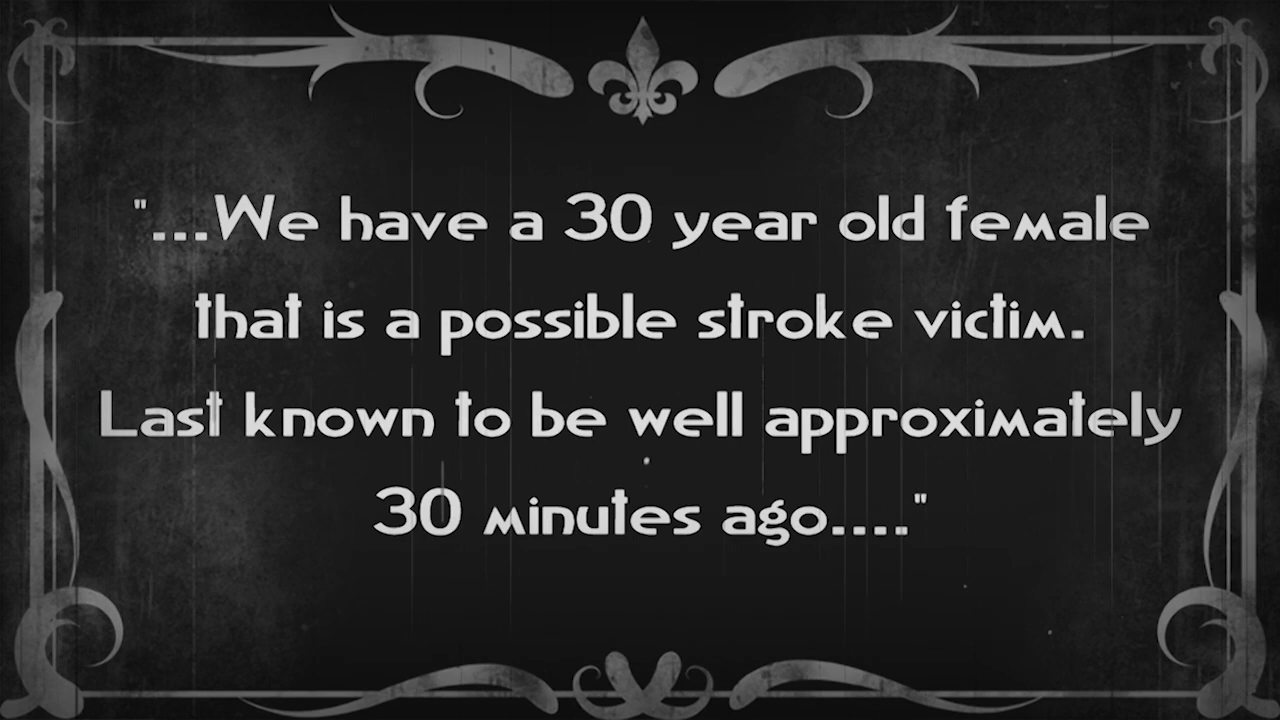 "...We have a 30 year old female
that is a possible stroke victim.
Last known to be well approximately
30 minutes ago...."